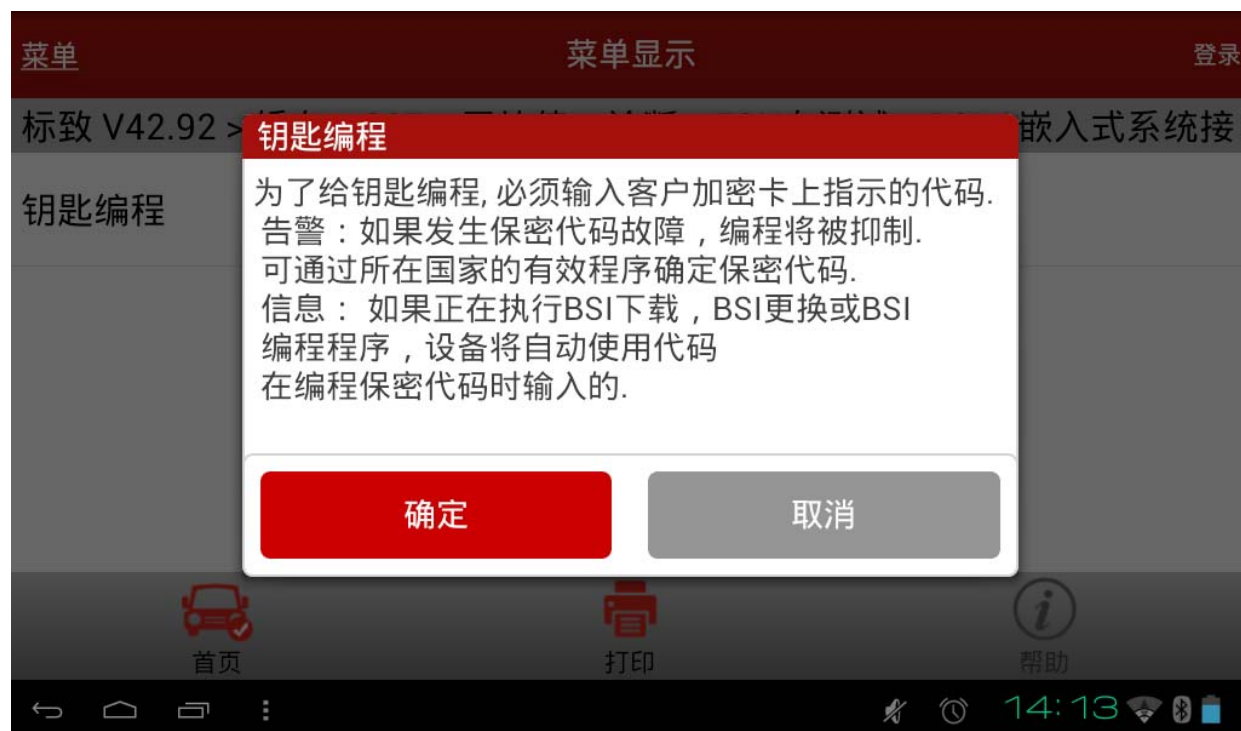 菜单
菜单显示
登录
标致 V42.92 >
嵌入式系统接
钥匙编程
钥匙编程
为了给钥匙编程, 必须输入客户加密卡上指示的代码.
告警：如果发生保密代码故障，编程将被抑制.
可通过所在国家的有效程序确定保密代码.
信息： 如果正在执行BSI下载，BSI更换或BSI
编程程序，设备将自动使用代码
在编程保密代码时输入的.
确定
取消
首页
打印
帮助
14:13